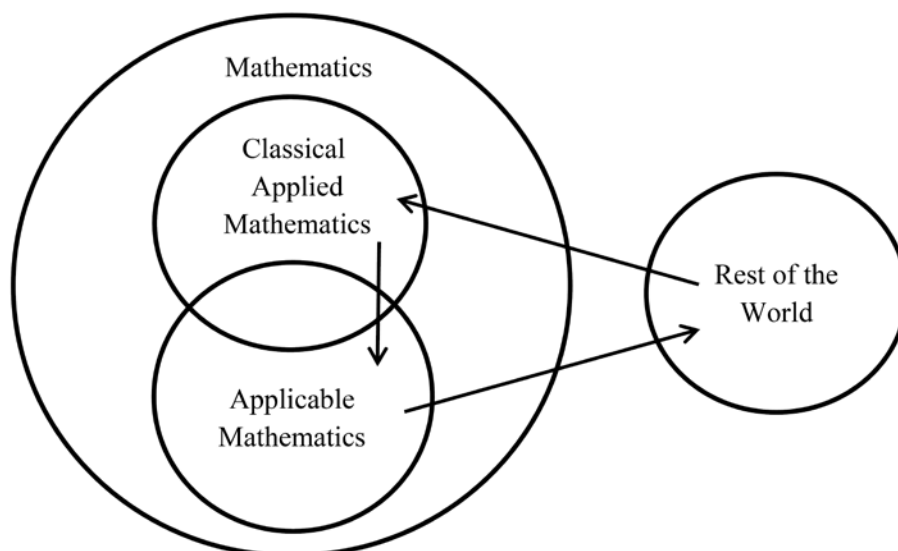 Mathematics
Classical
Applied
Mathematics
Applicable
Mathematics
Rest of the
World